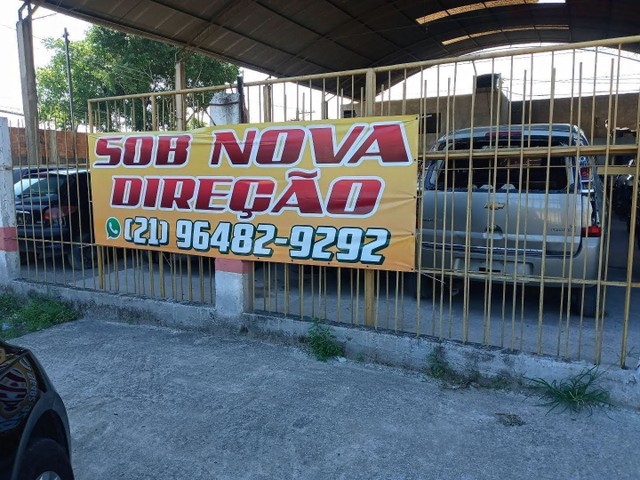 SOB NOVA
DIREÇÃO
(21) 96482-9292